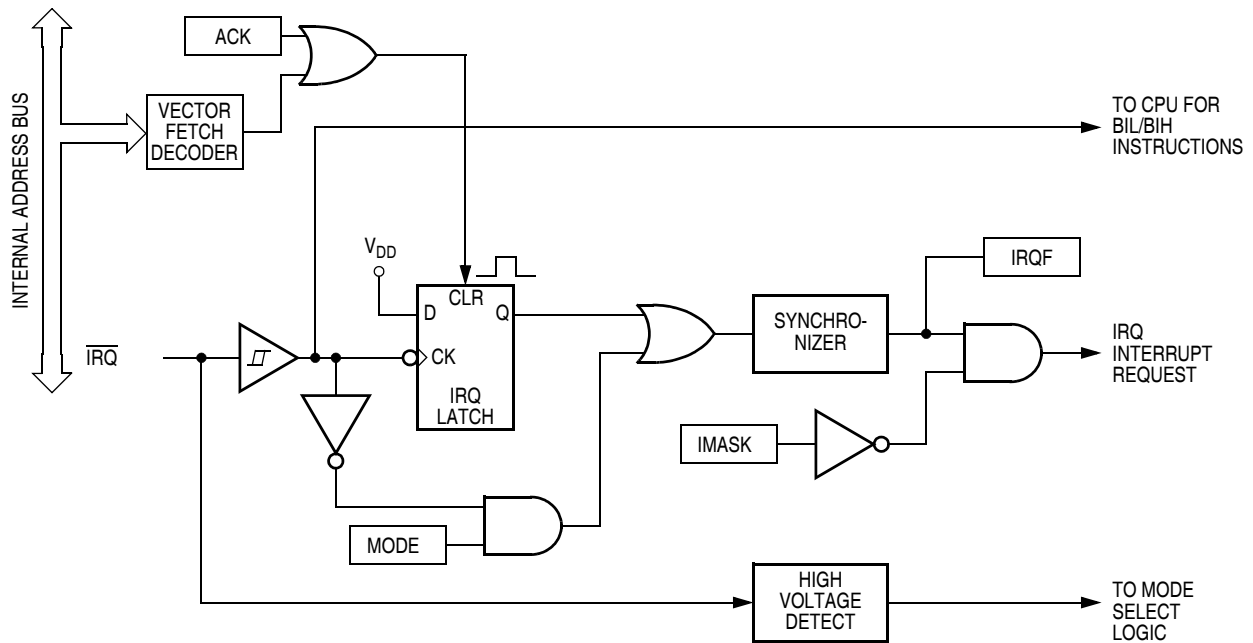 INTERNAL ADDRESS BUS
ACK
VECTOR
FETCH
DECODER
TO CPU FOR
BIL/BIH
INSTRUCTIONS
VDD
CLR
D
Q
CK
IRQ
LATCH
IRQ
SYNCHRO-
NIZER
IRQF
IRQ
INTERRUPT
REQUEST
IMASK
MODE
HIGH
VOLTAGE
DETECT
TO MODE
SELECT
LOGIC